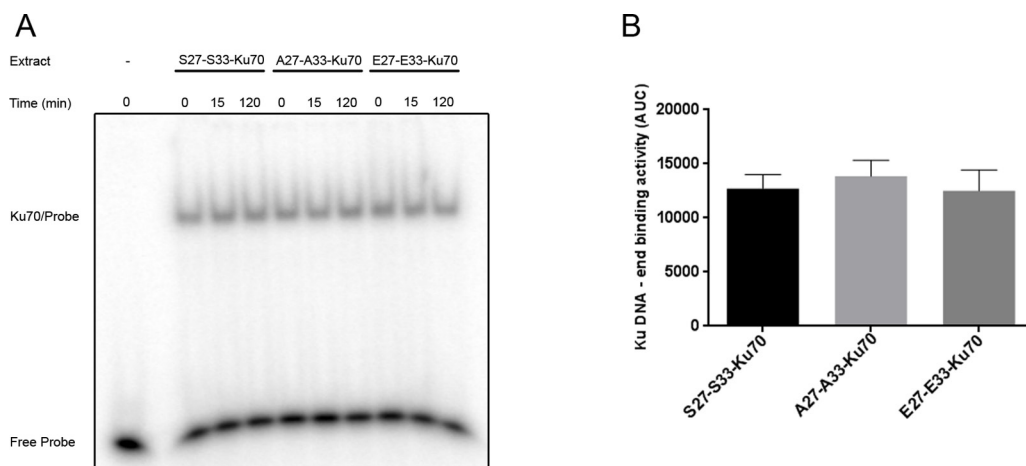 A
Extract - S27-S33-Ku70 A27-A33-Ku70 E27-E33-Ku70
Time (min) 0 0 15 120 0 15 120 0 15 120
Ku70/Probe
Free Probe
B
Ku DNA - end binding activity (AUC)
20000
15000
10000
5000
0
S27-S33-Ku70
A27-A33-Ku70
E27-E33-Ku70